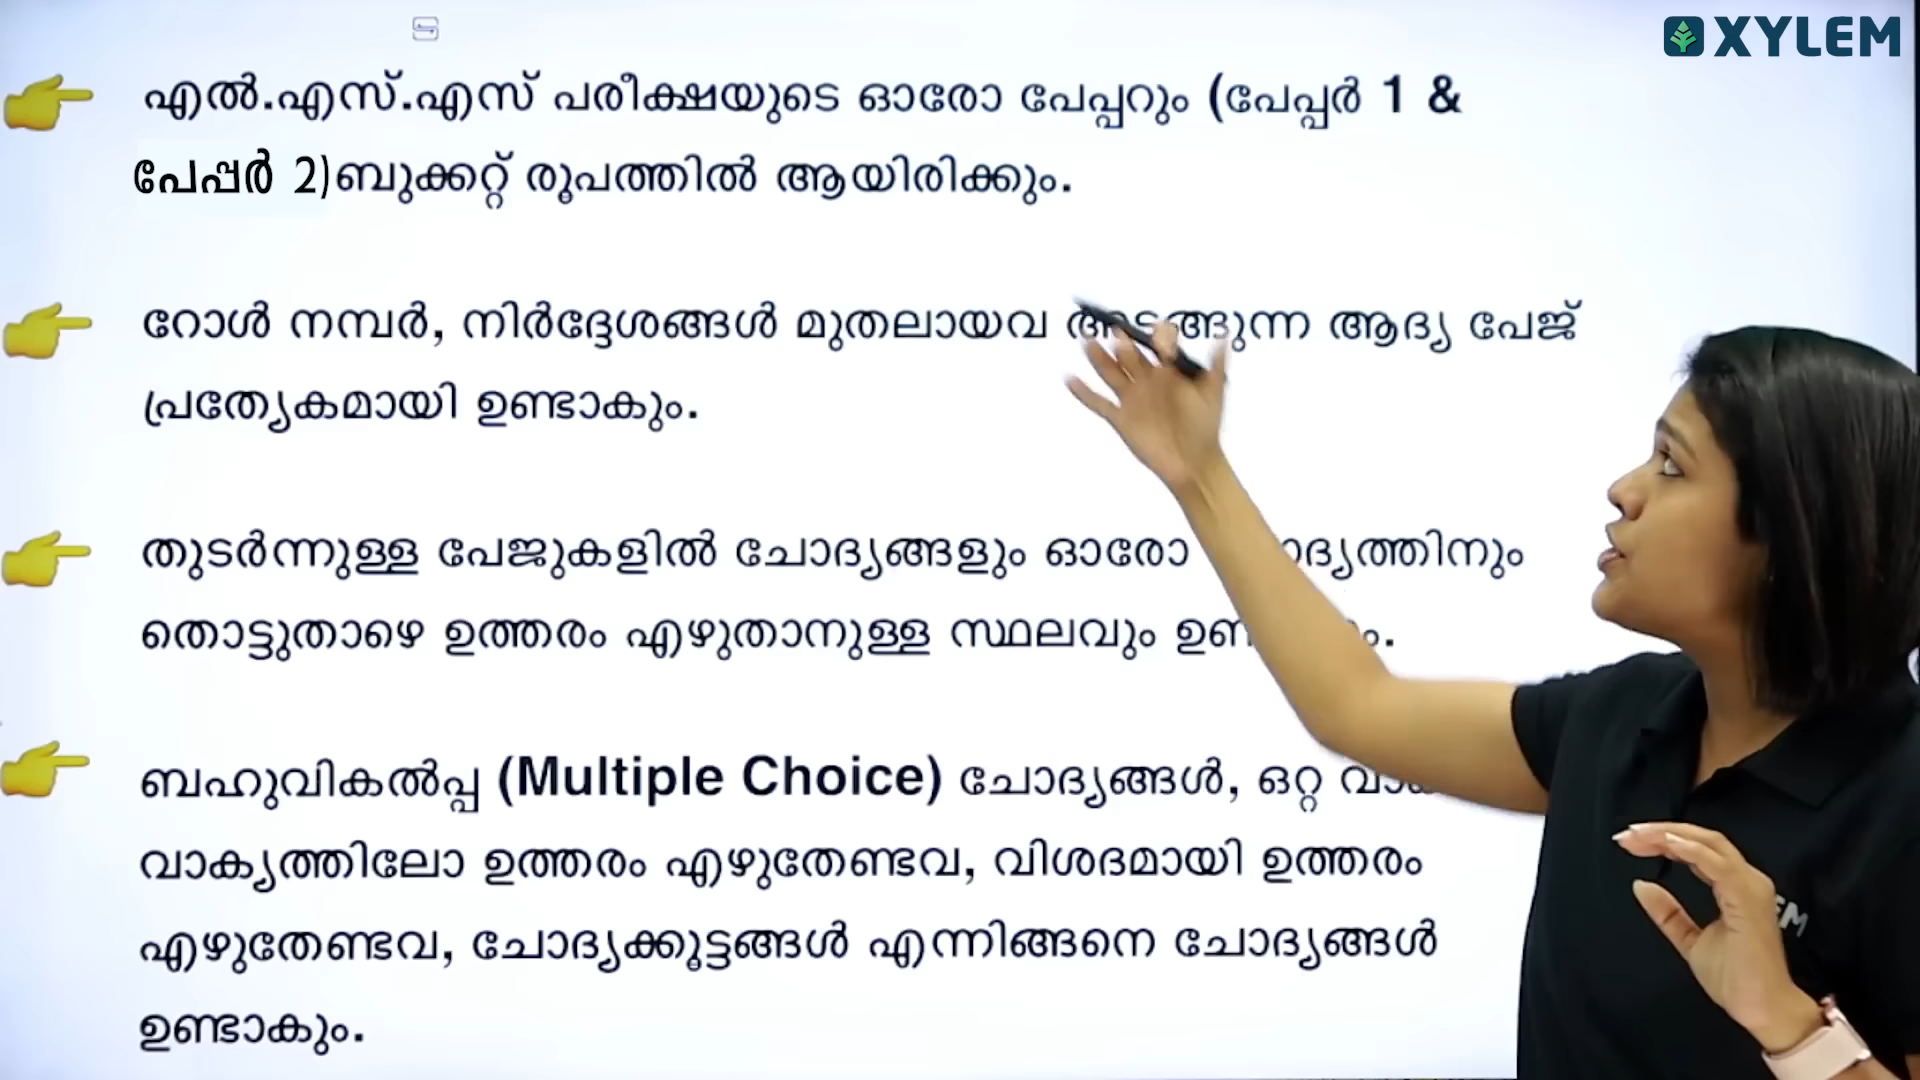 XYLEM
എൽ.എസ്.എസ് പരീക്ഷയുടെ ഓരോ പേപ്പറും (പേപ്പർ 1 &
പേപ്പർ 2)ബുക്കറ്റ് രൂപത്തിൽ ആയിരിക്കും.
റോൾ നമ്പർ, നിർദ്ദേശങ്ങൾ മുതലായവ അടങ്ങുന്ന ആദ്യ പേജ്
പ്രത്യേകമായി ഉണ്ടാകും.
തുടർന്നുള്ള പേജുകളിൽ ചോദ്യങ്ങളും ഓരോ
തൊട്ടുതാഴെ ഉത്തരം എഴുതാനുള്ള സ്ഥലവും
ബഹുവികൽപ്പ (Multiple Choice) ചോദ്യങ്ങൾ, ഒറ്റ
വാക്യത്തിലോ ഉത്തരം എഴുതേണ്ടവ, വിശദമായി ഉത്തരം
എഴുതേണ്ടവ, ചോദ്യക്കൂട്ടങ്ങൾ എന്നിങ്ങനെ ചോദ്യങ്ങൾ
ഉണ്ടാകും.